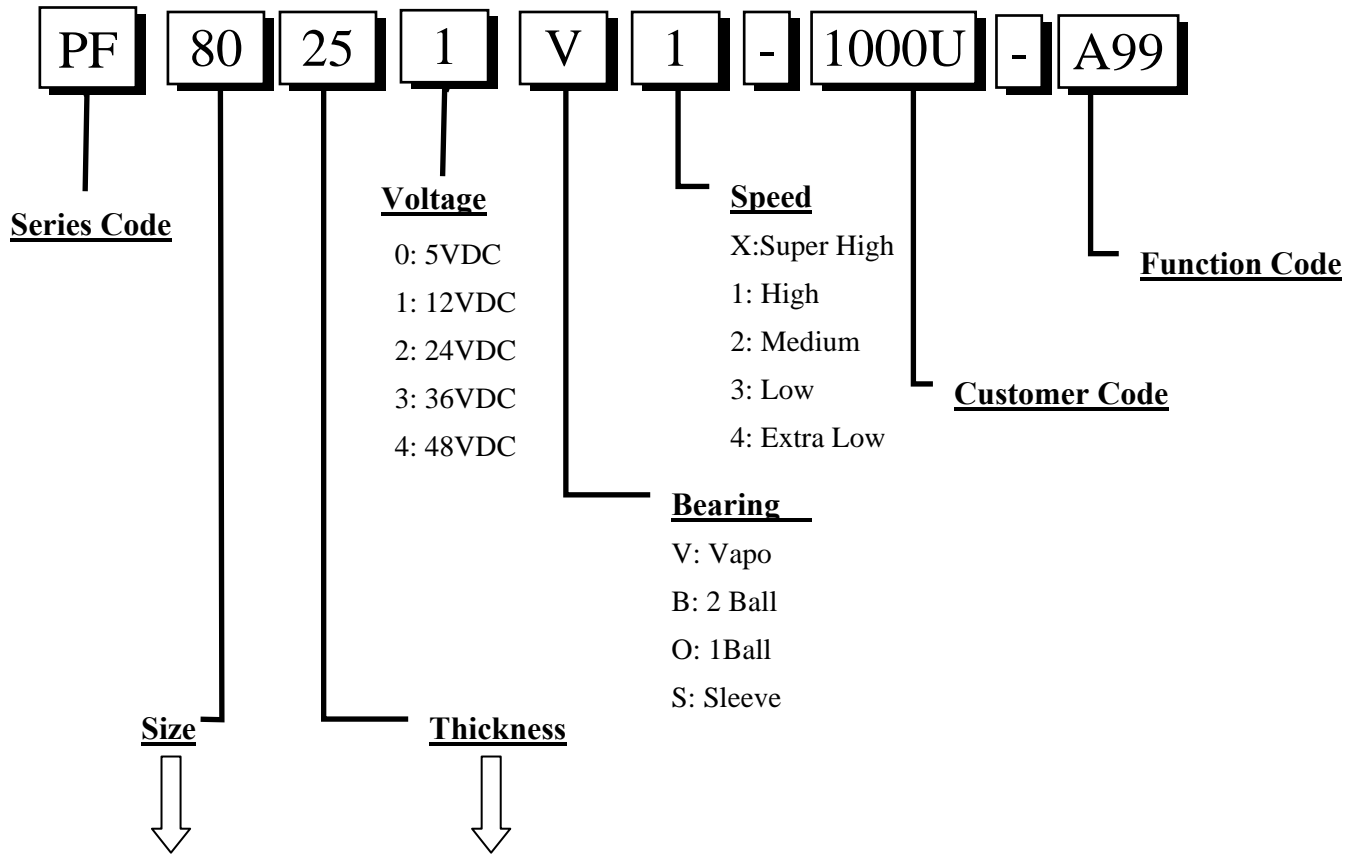 PF 80 25 1 V 1 - 1000U - A99
Series Code
Voltage
0: 5VDC
1: 12VDC
2: 24VDC
3: 36VDC
4: 48VDC
Speed
X:Super High
1: High
2: Medium
3: Low
4: Extra Low
Function Code
Customer Code
Bearing
V: Vapo
B: 2 Ball
O: 1Ball
S: Sleeve
Size
Thickness